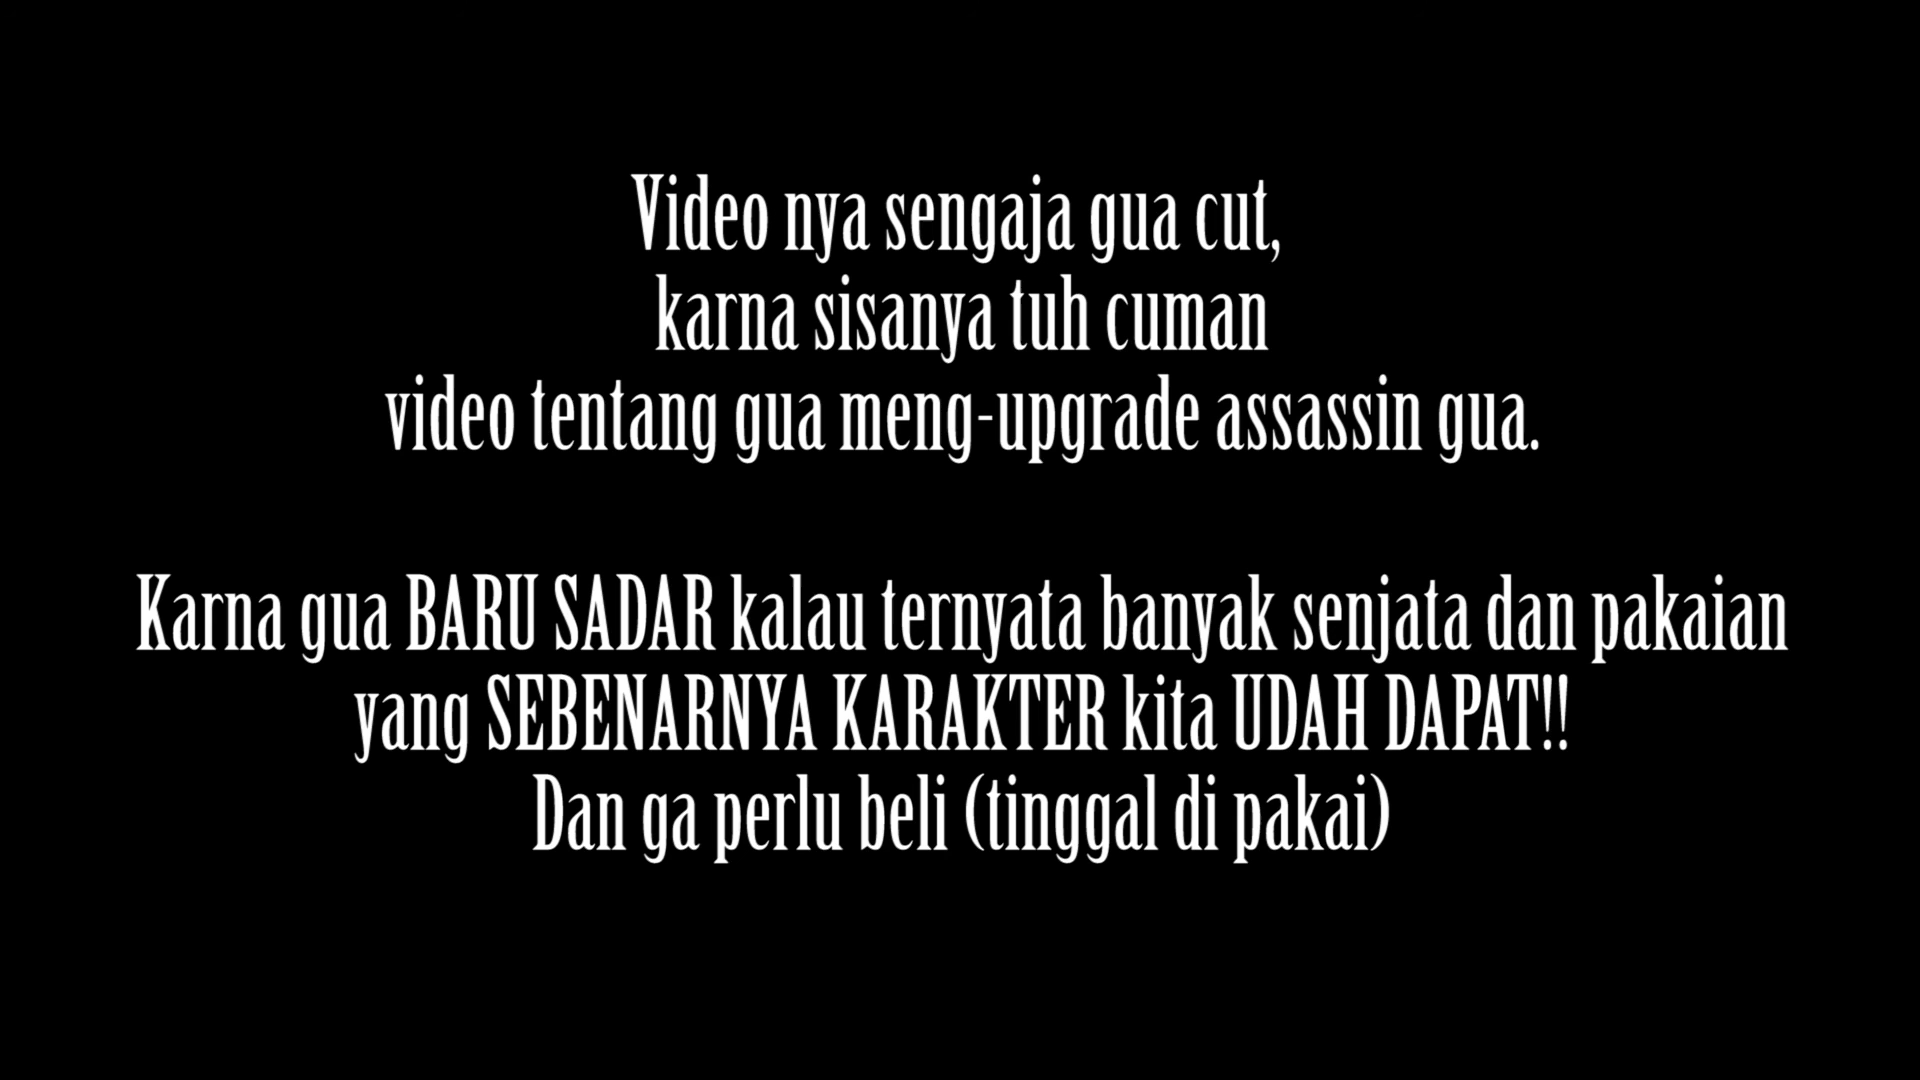 Video nya sengaja gua cut,
karna sisanya tuh cuman
video tentang gua meng-upgrade assassin gua.
Karna gua BARU SADAR kalau ternyata banyak senjata dan pakaian
yang SEBENARNYA KARAKTER kita UDAH DAPAT!!
Dan ga perlu beli (tinggal di pakai)